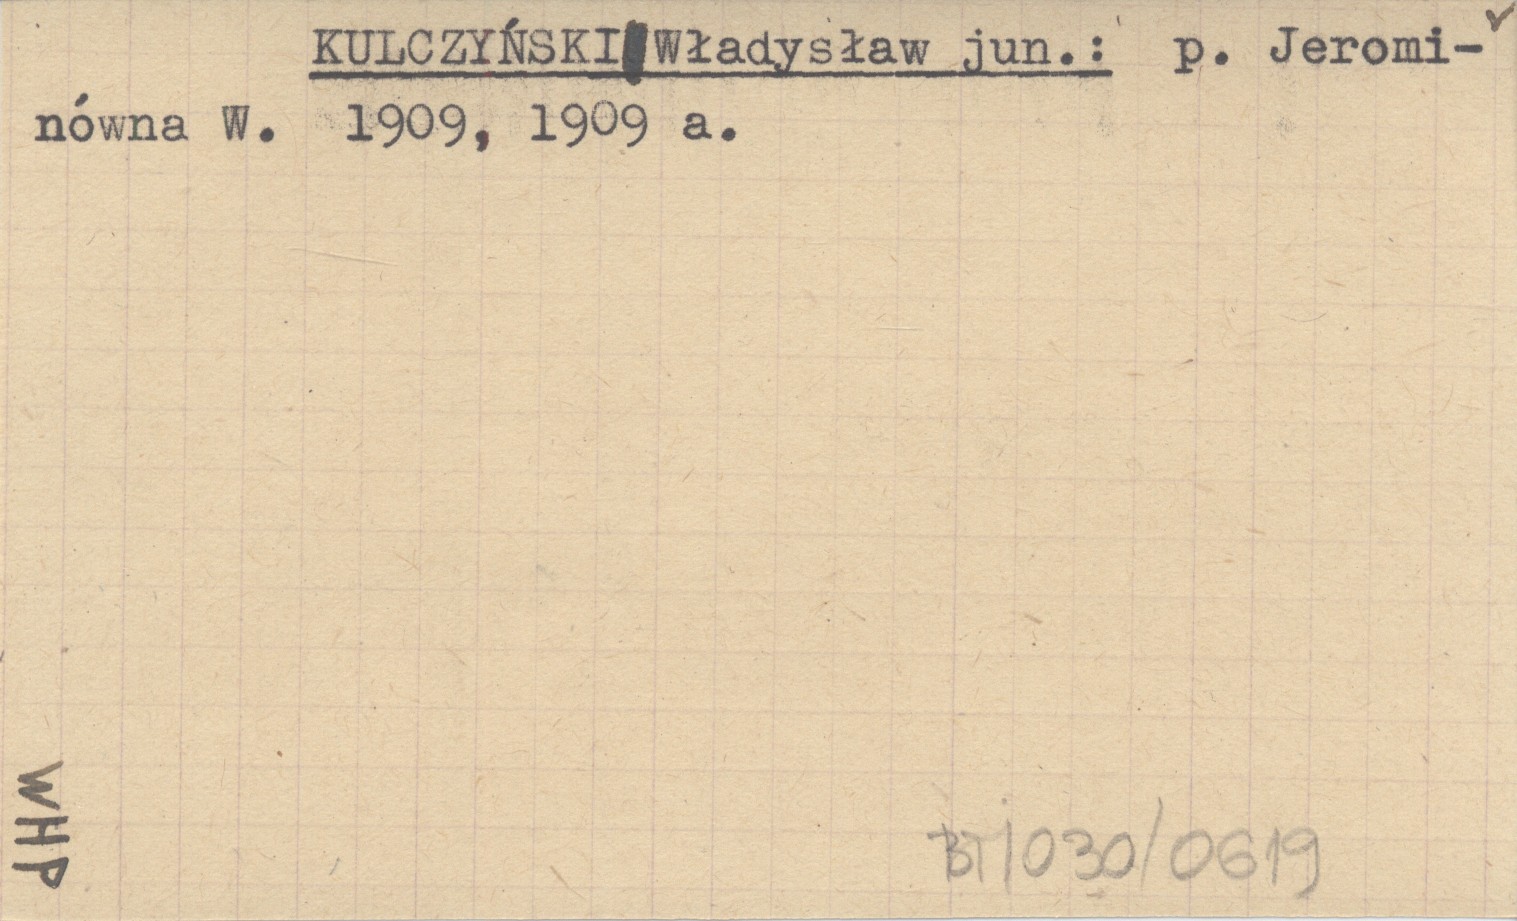 KULCZYŃSKI Władysław jun.: p. Jeromi-
nówna W. 1909, 1909 a.
WHP
BT/030/0619